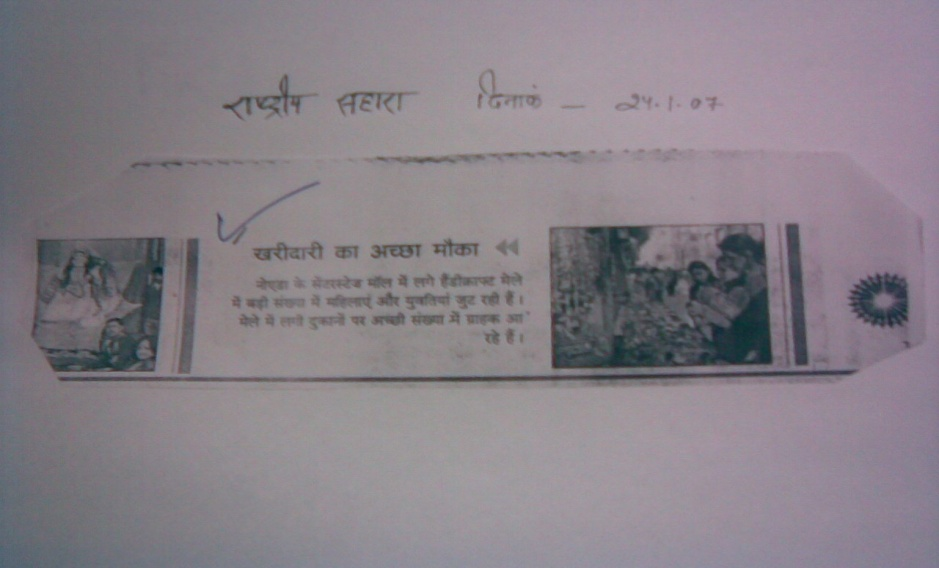 राष्ट्रीय सहारा दिनांक – 24.1.07
खरीदारी का अच्छा मौका
नोएडा के सेंटरस्टेज मॉल में लगे हैंडीक्राफ्ट मेले
में बड़ी संख्या में महिलाएं और युवतियां जुट रही हैं।
मेले में लगी दुकानों पर अच्छी संख्या में ग्राहक आ
रहे हैं।